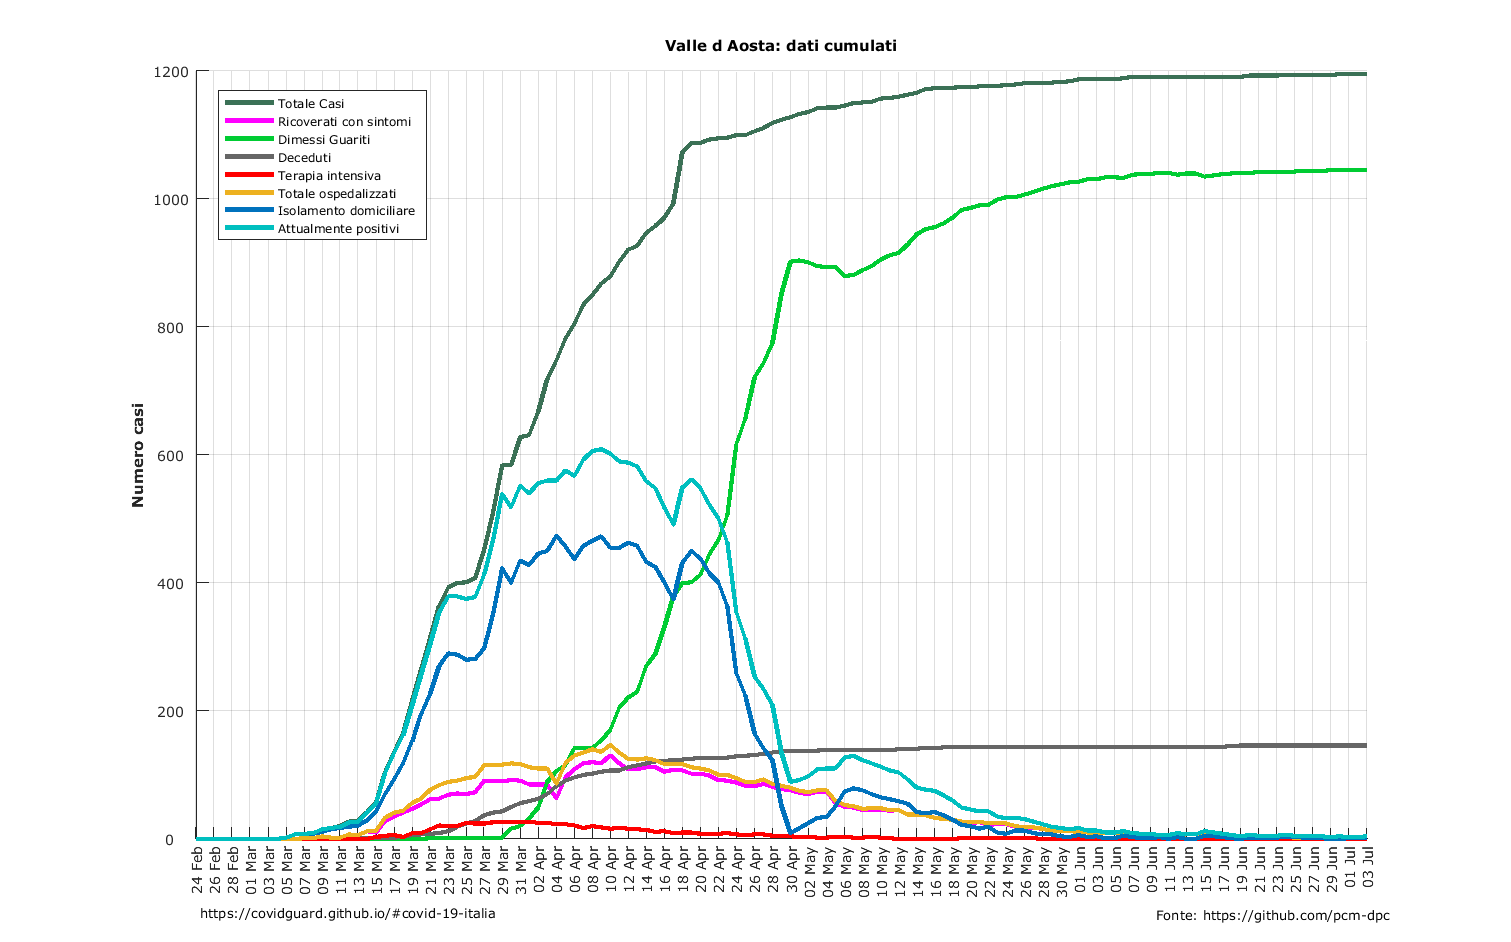 Valle d Aosta: dati cumulati
Numero casi
1200
1000
800
600
400
200
0
Totale Casi
Ricoverati con sintomi
Dimessi Guariti
Deceduti
Terapia intensiva
Totale ospedalizzati
Isolamento domiciliare
Attualmente positivi
24 Feb
26 Feb
28 Feb
01 Mar
03 Mar
05 Mar
07 Mar
09 Mar
11 Mar
13 Mar
15 Mar
17 Mar
19 Mar
21 Mar
23 Mar
25 Mar
27 Mar
29 Mar
31 Mar
02 Apr
04 Apr
06 Apr
08 Apr
10 Apr
12 Apr
14 Apr
16 Apr
18 Apr
20 Apr
22 Apr
24 Apr
26 Apr
28 Apr
30 Apr
02 May
04 May
06 May
08 May
10 May
12 May
14 May
16 May
18 May
20 May
22 May
24 May
26 May
28 May
30 May
01 Jun
03 Jun
05 Jun
07 Jun
09 Jun
11 Jun
13 Jun
15 Jun
17 Jun
19 Jun
21 Jun
23 Jun
25 Jun
27 Jun
29 Jun
01 Jul
03 Jul
https://covidguard.github.io/#covid-19-italia
Fonte: https://github.com/pcm-dpc